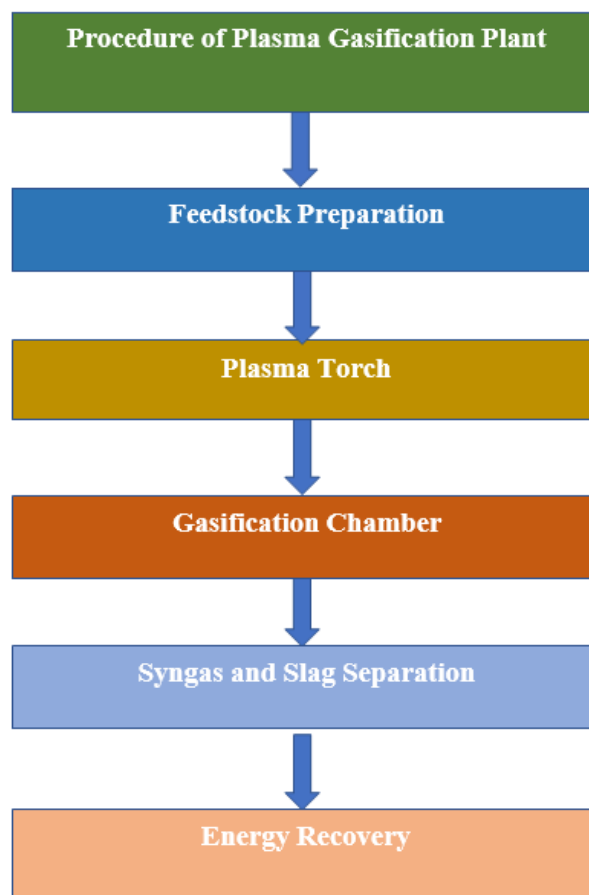 Procedure of Plasma Gasification Plant
Feedstock Preparation
Plasma Torch
Gasification Chamber
Syngas and Slag Separation
Energy Recovery